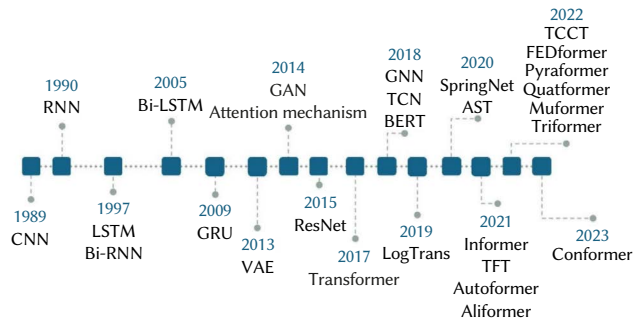 1989
CNN
1990
RNN
1997
LSTM
Bi-RNN
2005
Bi-LSTM
2009
GRU
2013
VAE
2014
GAN
Attention mechanism
2015
ResNet
2017
Transformer
2018
GNN
TCN
BERT
2019
LogTrans
2020
SpringNet
AST
2021
Informer
TFT
Autoformer
Aliformer
2022
TCCT
FEDformer
Pyraformer
Quatformer
Muformer
Triformer
2023
Conformer